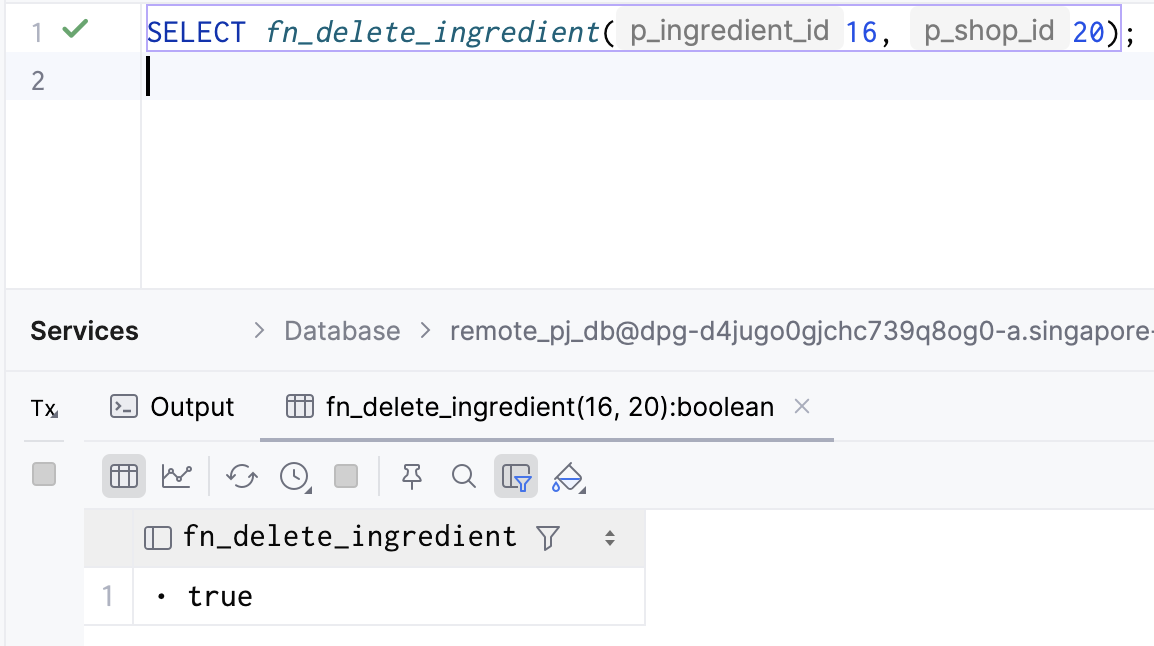 1 SELECT fn_delete_ingredient( p_ingredient_id 16, p_shop_id 20);
2
Services > Database > remote_pj_db@dpg-d4jugo0gjchc739q8og0-a.singapore-
Tx Output fn_delete_ingredient(16, 20):boolean ×
fn_delete_ingredient
1 · true